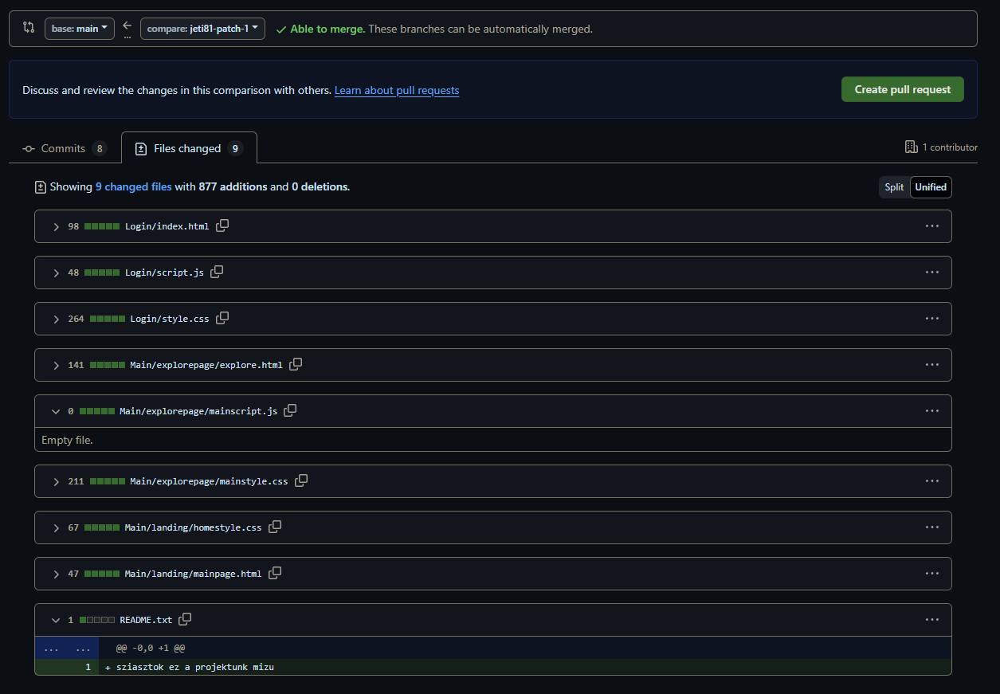 base: main
compare: jeti81-patch-1
Able to merge. These branches can be automatically merged.
Discuss and review the changes in this comparison with others. Learn about pull requests
Create pull request
Commits 8
Files changed 9
1 contributor
Showing 9 changed files with 877 additions and 0 deletions.
Split Unified
98 Login/index.html
48 Login/script.js
264 Login/style.css
141 Main/explorepage/explore.html
0 Main/explorepage/mainscript.js
Empty file.
211 Main/explorepage/mainstyle.css
67 Main/landing/homestyle.css
47 Main/landing/mainpage.html
1 README.txt
... ... @@ -0,0 +1 @@
1 + sziasztok ez a projektunk mizu